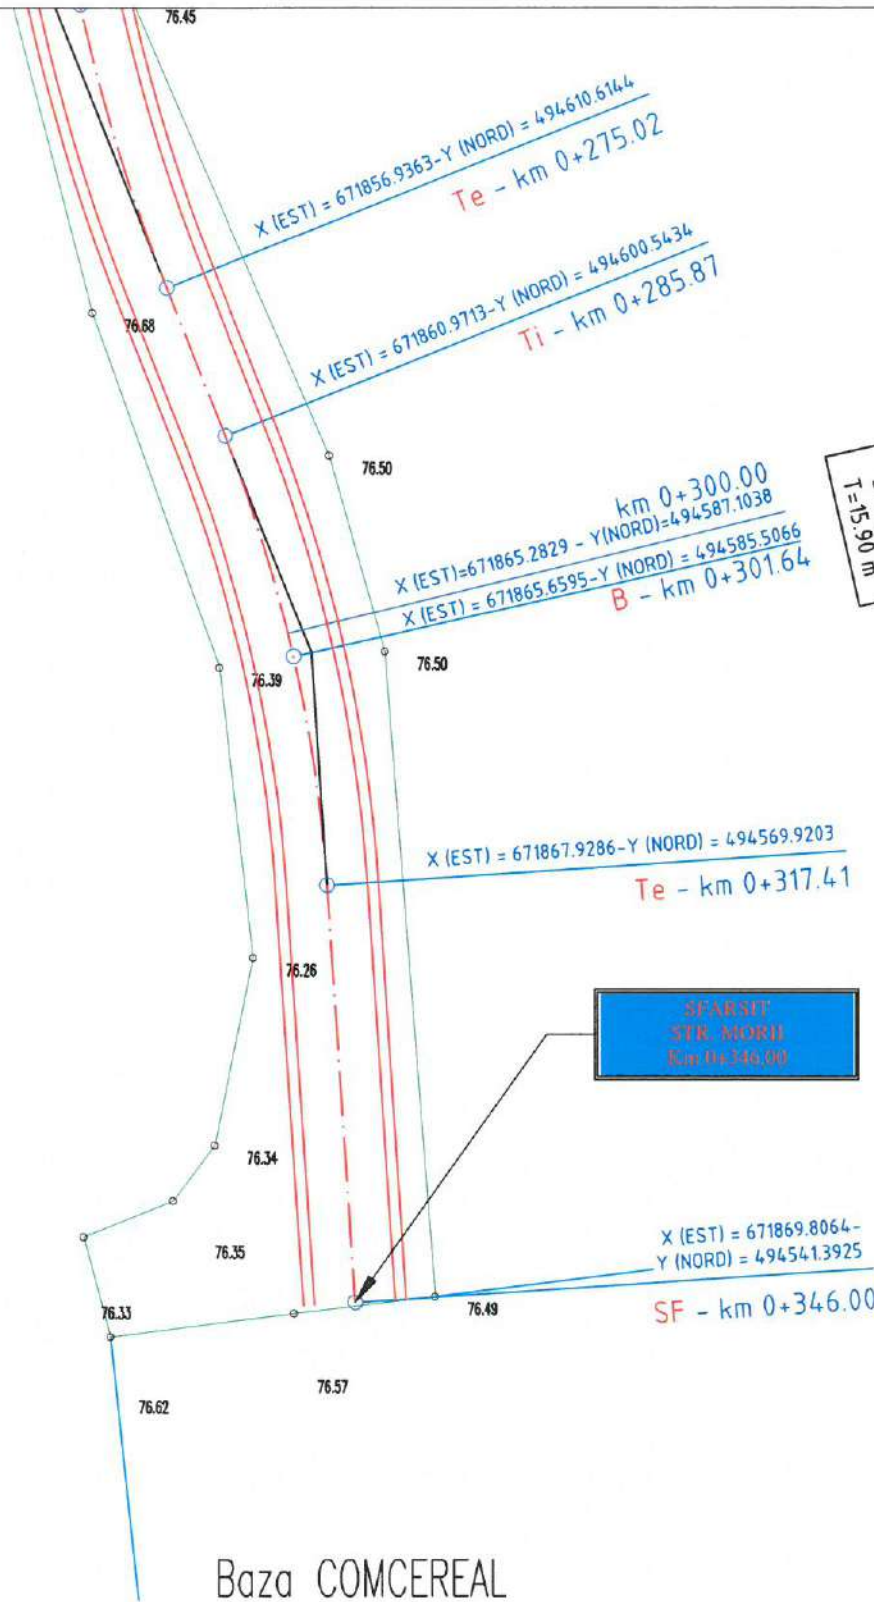 76.45
X (EST) = 671856.9363-Y (NORD) = 494610.6144
Te - km 0+275.02
X (EST) = 671860.9713-Y (NORD) = 494600.5434
Ti - km 0+285.87
76.68
76.50
km 0+300.00
X (EST)=671865.2829 - Y(NORD)=494587.1038
X (EST) = 671865.6595-Y (NORD) = 494585.5066
B - km 0+301.64
T=15.90 m
76.50
76.39
X (EST) = 671867.9286-Y (NORD) = 494569.9203
Te - km 0+317.41
76.26
SFARSIT
STR. MORII
Km 0+346.00
76.34
76.35
X (EST) = 671869.8064-
Y (NORD) = 494541.3925
SF - km 0+346.00
76.33
76.49
76.57
76.62
Baza COMCEREAL